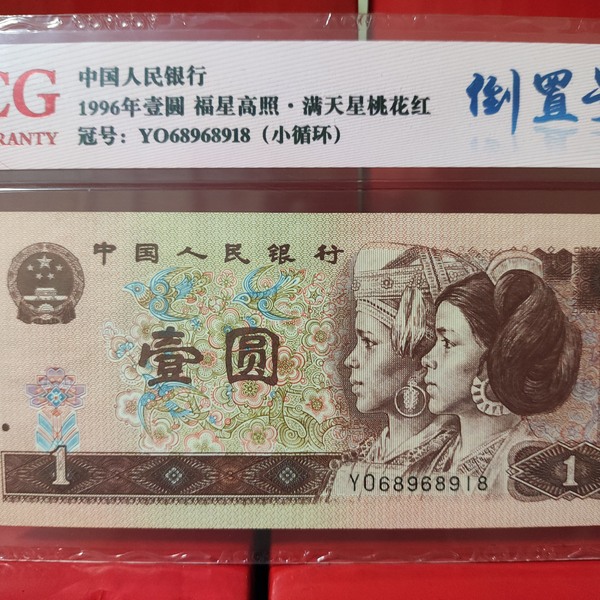 CG
RANTY
中国人民银行
1996年壹圆 福星高照·满天星桃花红
冠号：YO68968918（小循环）
倒置号
中国人民银行
壹圆
1
YO68968918
1